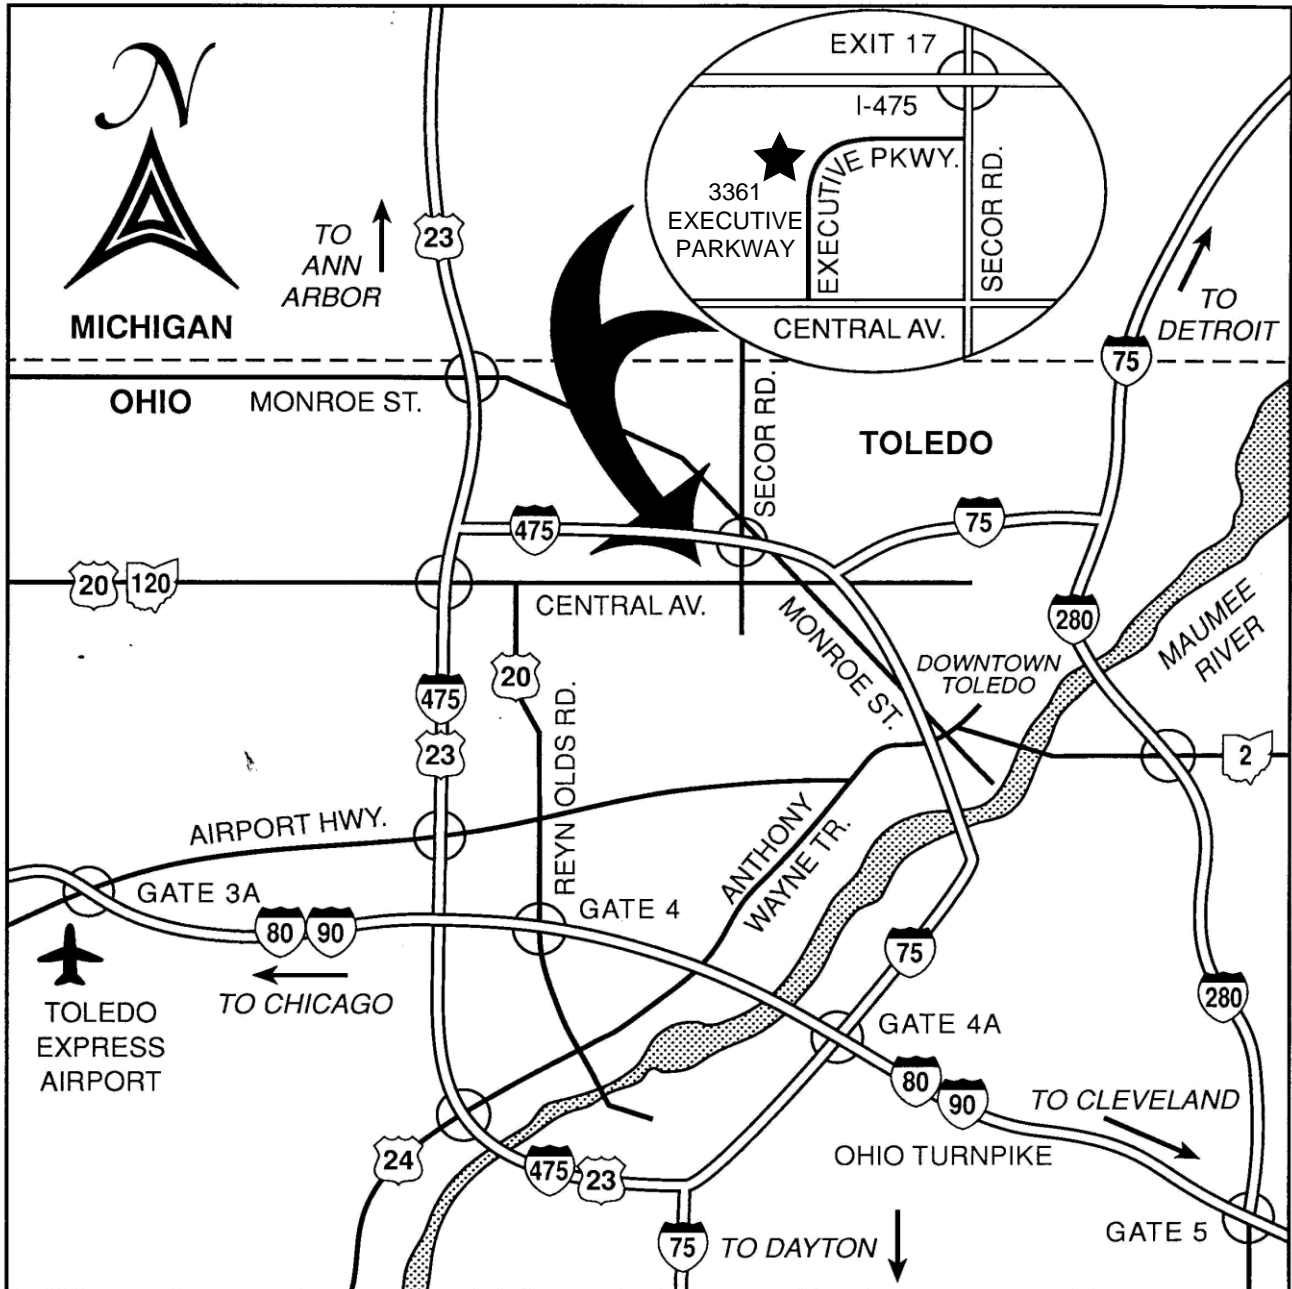 N
EXIT 17
I-475
EXECUTIVE PKWY.
SECOR RD.
3361
EXECUTIVE
PARKWAY
CENTRAL AV.
23
TO
ANN
ARBOR
TO
DETROIT
MICHIGAN
75
OHIO
MONROE ST.
SECOR RD.
TOLEDO
475
75
20
120
CENTRAL AV.
280
MAUMEE
RIVER
MONROE ST.
DOWNTOWN
TOLEDO
20
475
23
REYN OLDS RD.
2
AIRPORT HWY.
ANTHONY
WAYNE TR.
GATE 3A
GATE 4
80
90
75
TO CHICAGO
280
TOLEDO
EXPRESS
AIRPORT
GATE 4A
80
90
TO CLEVELAND
24
475
23
OHIO TURNPIKE
GATE 5
75
TO DAYTON